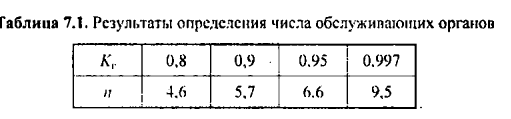 Таблица 7.1. Результаты определения числа обслуживающих органов
Kг 0,8 0,9 0,95 0,997
n 4,6 5,7 6,6 9,5